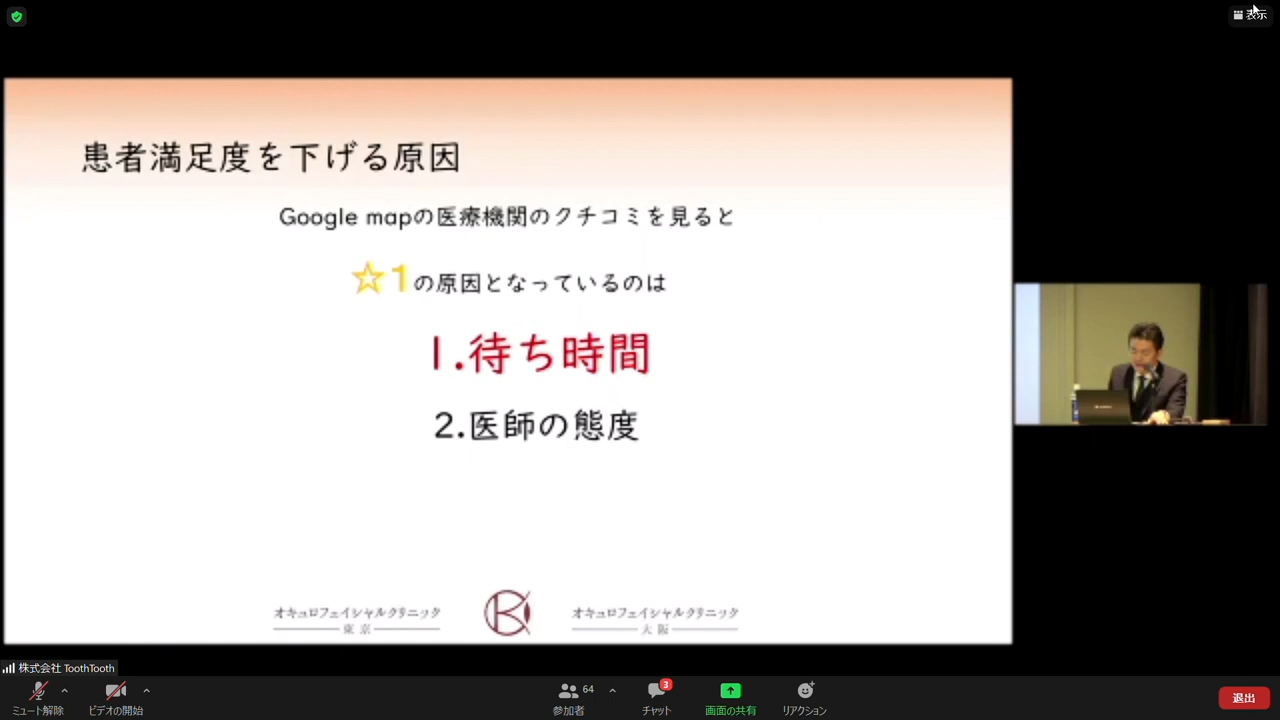 表示
患者満足度を下げる原因
Google mapの医療機関のクチコミを見ると
☆1の原因となっているのは
1.待ち時間
2.医師の態度
オキュロフェイシャルクリニック
東京
オキュロフェイシャルクリニック
大阪
株式会社 ToothTooth
ミュート解除
ビデオの開始
64
参加者
3
チャット
画面の共有
リアクション
退出